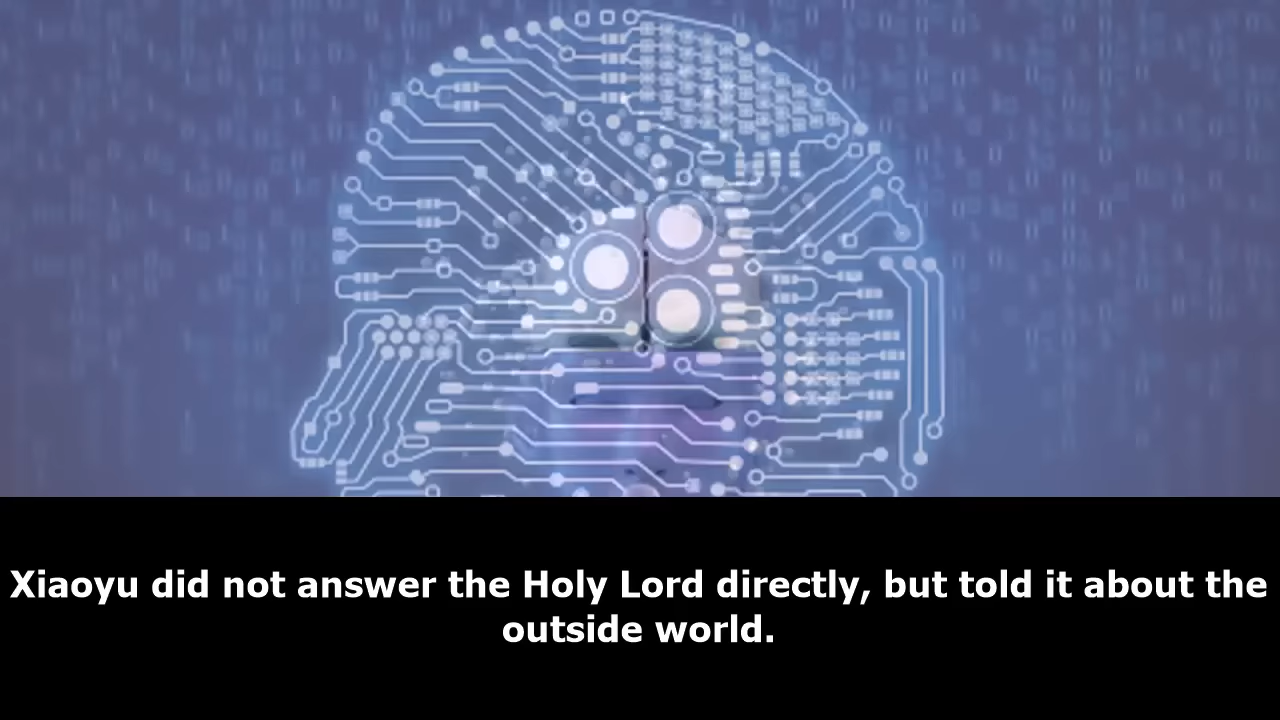 Xiaoyu did not answer the Holy Lord directly, but told it about the
outside world.